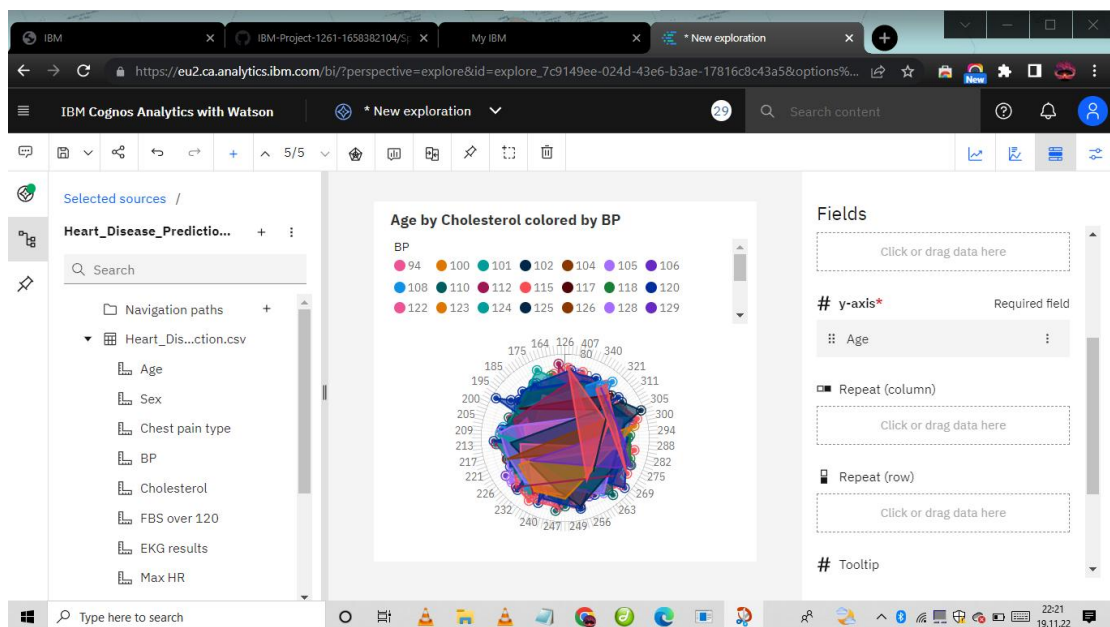 IBM
IBM-Project-1261-1658382104/Sp
My IBM
* New exploration
https://eu2.ca.analytics.ibm.com/bi/?perspective=explore&id=explore_7c9149ee-024d-43e6-b3ae-17816c8c43a5&options%...
New
IBM Cognos Analytics with Watson
* New exploration
29
Search content
5/5
Selected sources /
Heart_Disease_Predictio...
Search
Navigation paths
Heart_Dis...ction.csv
Age
Sex
Chest pain type
BP
Cholesterol
FBS over 120
EKG results
Max HR
Age by Cholesterol colored by BP
BP
94 100 101 102 104 105 106
108 110 112 115 117 118 120
122 123 124 125 126 128 129
175 164 126 407 340
80
185 321
195 311
200 305
205 300
209 294
213 288
217 282
221 275
226 269
232 263
240 247 249 256
Fields
Click or drag data here
# y-axis* Required field
Age
Repeat (column)
Click or drag data here
Repeat (row)
Click or drag data here
# Tooltip
Type here to search
22:21
19.11.22